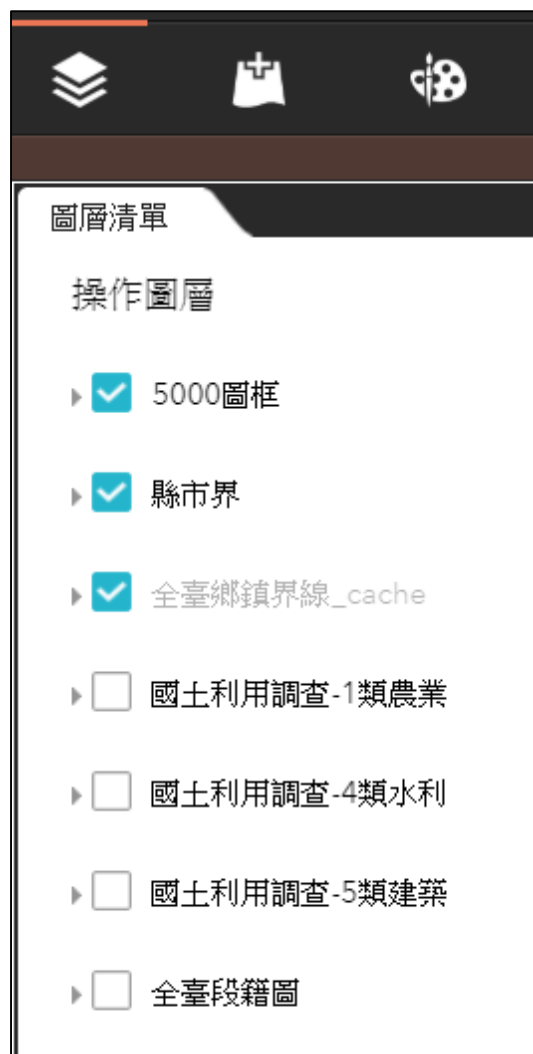 圖層清單
操作圖層
5000圖框
縣市界
全臺鄉鎮界線_cache
國土利用調查-1類農業
國土利用調查-4類水利
國土利用調查-5類建築
全臺段籍圖